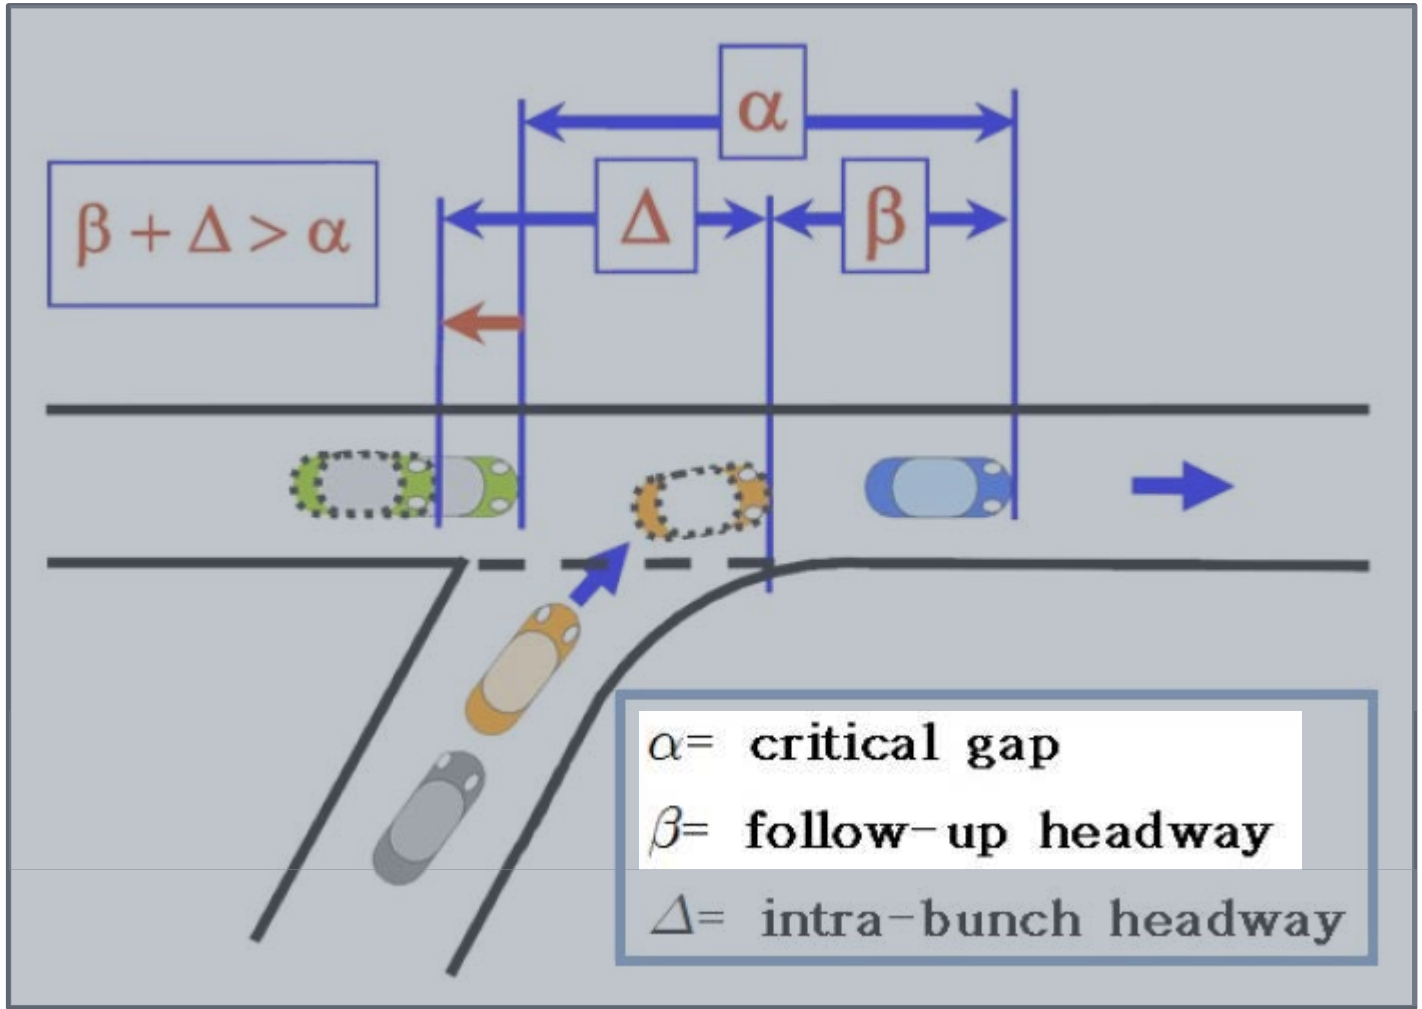 α
Δ
β
β + Δ > α
α= critical gap
β= follow-up headway
Δ= intra-bunch headway